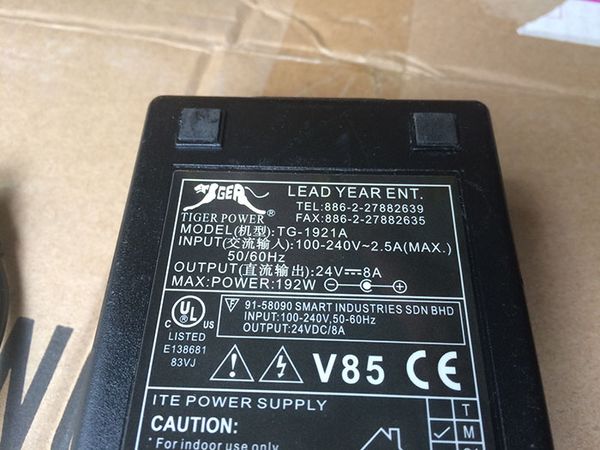 TIGER
TIGER POWER ®
LEAD YEAR ENT.
TEL:886-2-27882639
FAX:886-2-27882635
MODEL(机型):TG-1921A
INPUT(交流输入):100-240V~2.5A(MAX.)
50/60Hz
OUTPUT(直流输出):24V⎓8A
MAX:POWER:192W
91-58090 SMART INDUSTRIES SDN BHD
INPUT:100-240V,50-60Hz
OUTPUT:24VDC/8A
C UL US
LISTED
E138681
83VJ
V85 CE
ITE POWER SUPPLY
CAUTION:
*For indoor use only
T
M